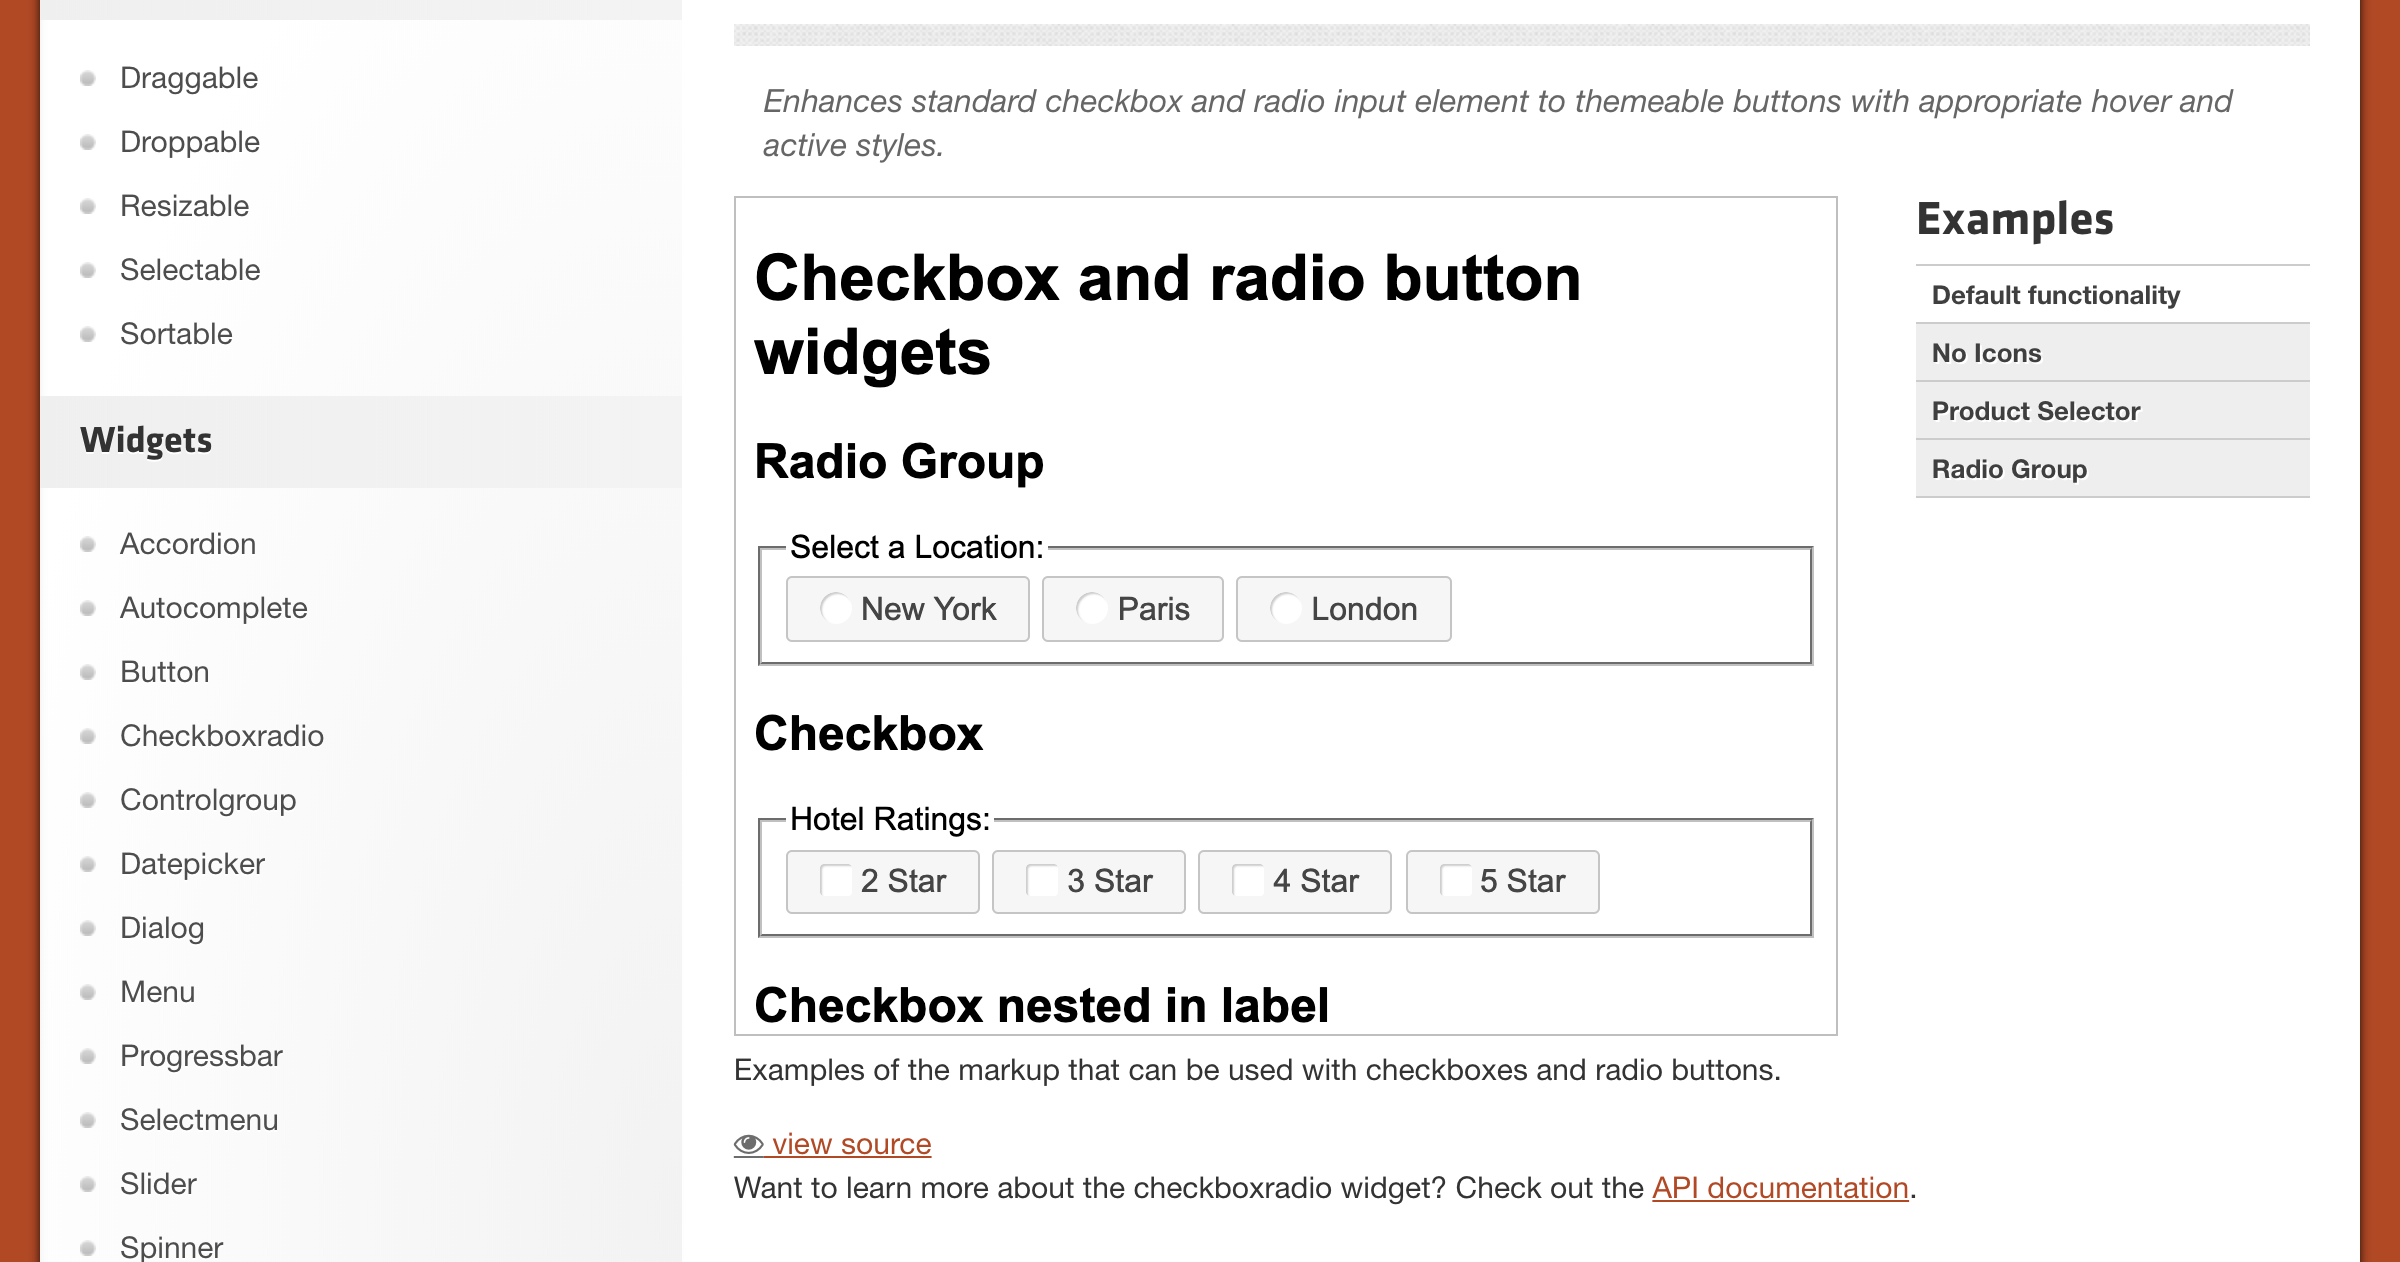 Draggable
Droppable
Resizable
Selectable
Sortable
Widgets
Accordion
Autocomplete
Button
Checkboxradio
Controlgroup
Datepicker
Dialog
Menu
Progressbar
Selectmenu
Slider
Spinner
Enhances standard checkbox and radio input element to themeable buttons with appropriate hover and
active styles.
Checkbox and radio button
widgets
Radio Group
Select a Location:
New York Paris London
Checkbox
Hotel Ratings:
2 Star 3 Star 4 Star 5 Star
Checkbox nested in label
Examples of the markup that can be used with checkboxes and radio buttons.
view source
Want to learn more about the checkboxradio widget? Check out the API documentation.
Examples
Default functionality
No Icons
Product Selector
Radio Group